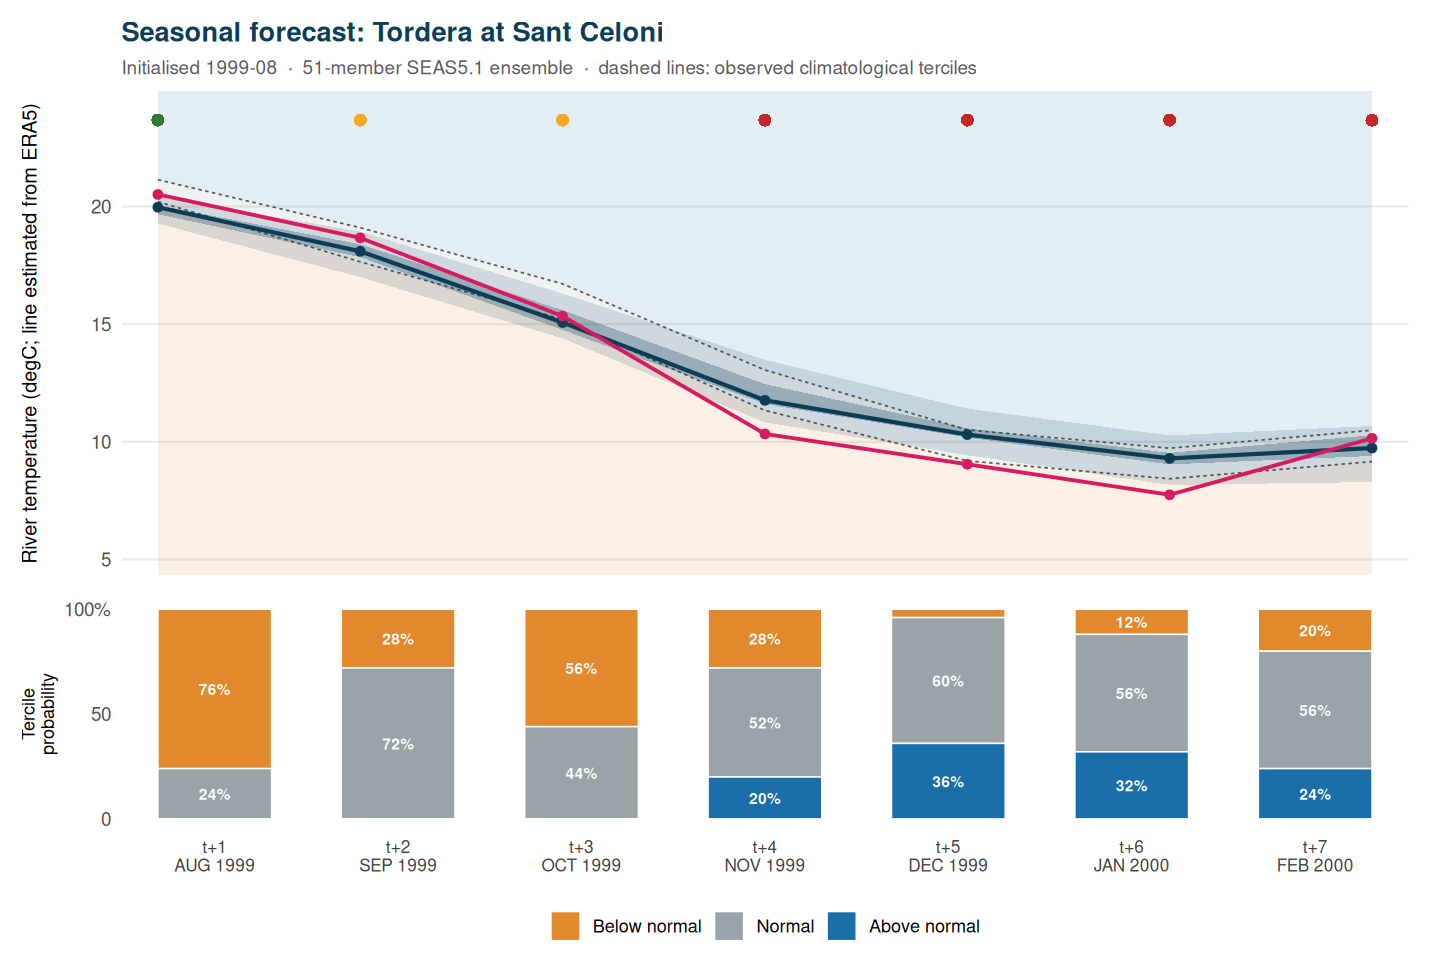 Seasonal forecast: Tordera at Sant Celoni
Initialised 1999-08 · 51-member SEAS5.1 ensemble · dashed lines: observed climatological terciles
River temperature (degC; line estimated from ERA5)
20
15
10
5
Tercile
probability
100%
50
0
76%
24%
28%
72%
56%
44%
28%
52%
20%
60%
36%
12%
56%
32%
20%
56%
24%
t+1
AUG 1999
t+2
SEP 1999
t+3
OCT 1999
t+4
NOV 1999
t+5
DEC 1999
t+6
JAN 2000
t+7
FEB 2000
Below normal
Normal
Above normal